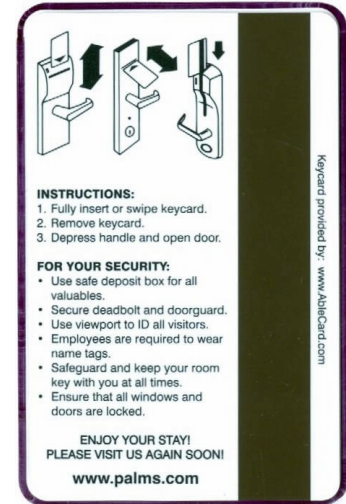 INSTRUCTIONS:
1. Fully insert or swipe keycard.
2. Remove keycard.
3. Depress handle and open door.
FOR YOUR SECURITY:
• Use safe deposit box for all
valuables.
• Secure deadbolt and doorguard.
• Use viewport to ID all visitors.
• Employees are required to wear
name tags.
• Safeguard and keep your room
key with you at all times.
• Ensure that all windows and
doors are locked.
ENJOY YOUR STAY!
PLEASE VISIT US AGAIN SOON!
www.palms.com
Keycard provided by: www.AbleCard.com